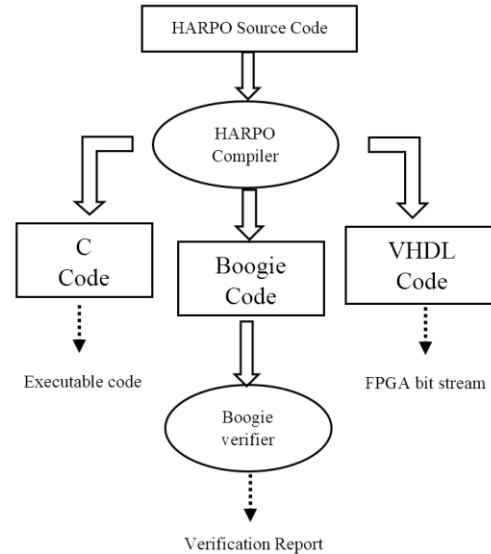 HARPO Source Code
HARPO
Compiler
C
Code
Boogie
Code
VHDL
Code
Executable code
FPGA bit stream
Boogie
verifier
Verification Report